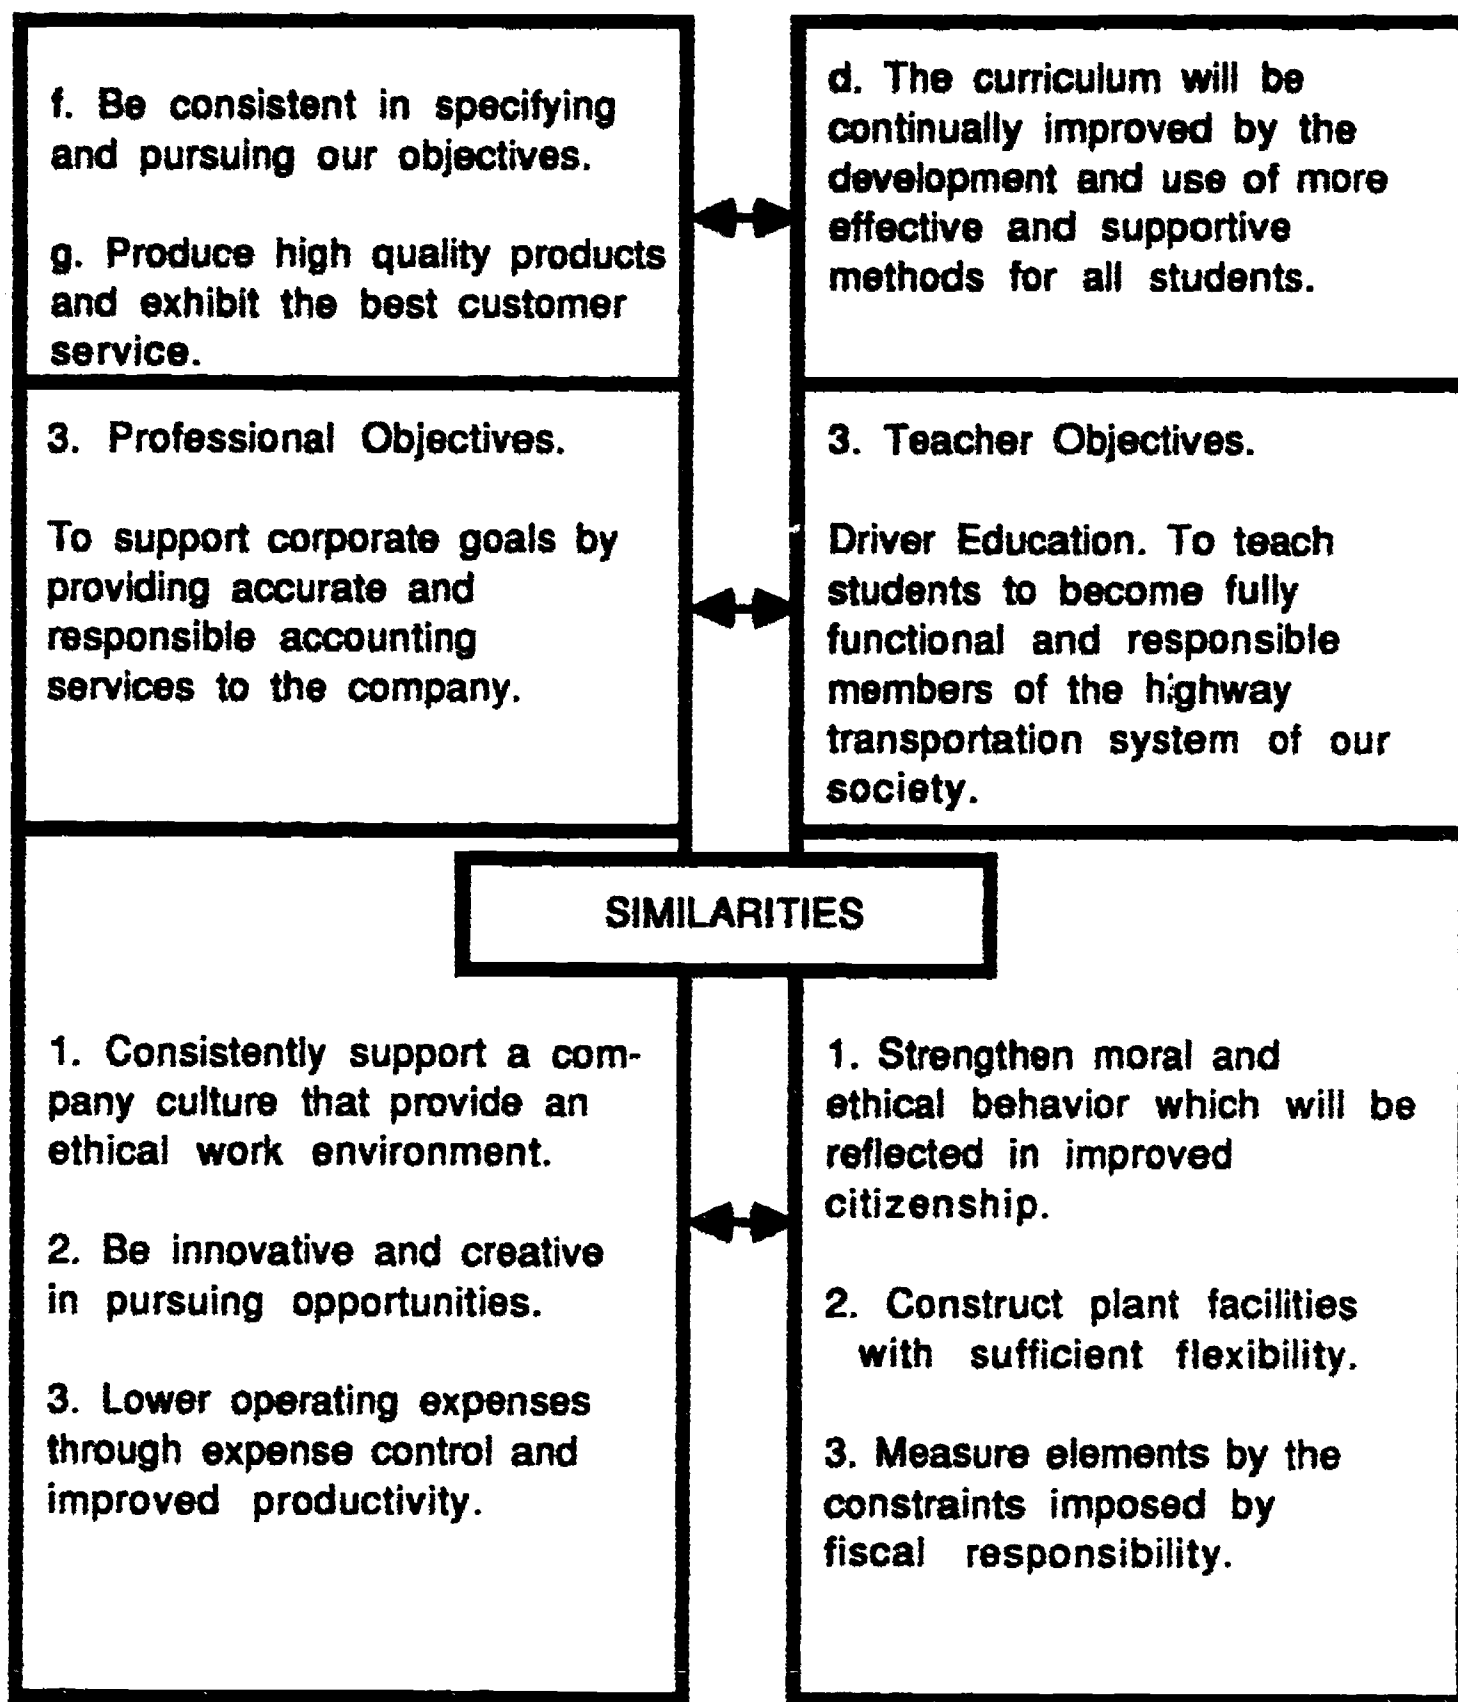 f. Be consistent in specifying
and pursuing our objectives.
g. Produce high quality products
and exhibit the best customer
service.
d. The curriculum will be
continually improved by the
development and use of more
effective and supportive
methods for all students.
3. Professional Objectives.
To support corporate goals by
providing accurate and
responsible accounting
services to the company.
3. Teacher Objectives.
Driver Education. To teach
students to become fully
functional and responsible
members of the highway
transportation system of our
society.
SIMILARITIES
1. Consistently support a com-
pany culture that provide an
ethical work environment.
2. Be innovative and creative
in pursuing opportunities.
3. Lower operating expenses
through expense control and
improved productivity.
1. Strengthen moral and
ethical behavior which will be
reflected in improved
citizenship.
2. Construct plant facilities
with sufficient flexibility.
3. Measure elements by the
constraints imposed by
fiscal responsibility.